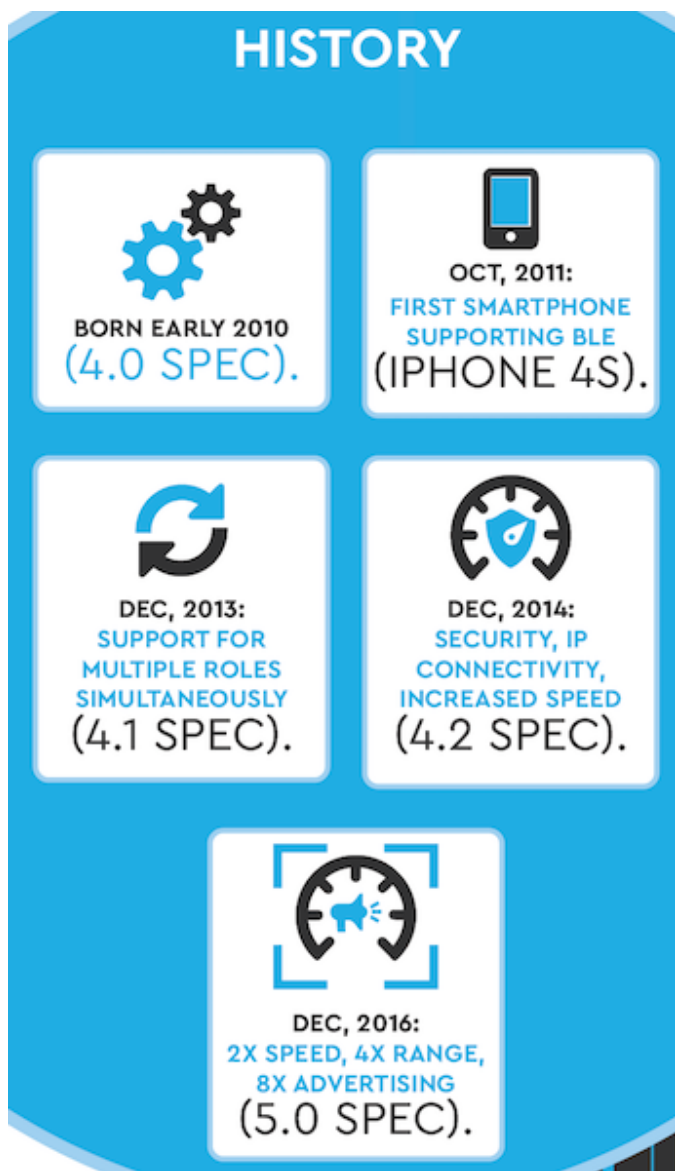 HISTORY
BORN EARLY 2010
(4.0 SPEC).
OCT, 2011:
FIRST SMARTPHONE
SUPPORTING BLE
(IPHONE 4S).
DEC, 2013:
SUPPORT FOR
MULTIPLE ROLES
SIMULTANEOUSLY
(4.1 SPEC).
DEC, 2014:
SECURITY, IP
CONNECTIVITY,
INCREASED SPEED
(4.2 SPEC).
DEC, 2016:
2X SPEED, 4X RANGE,
8X ADVERTISING
(5.0 SPEC).